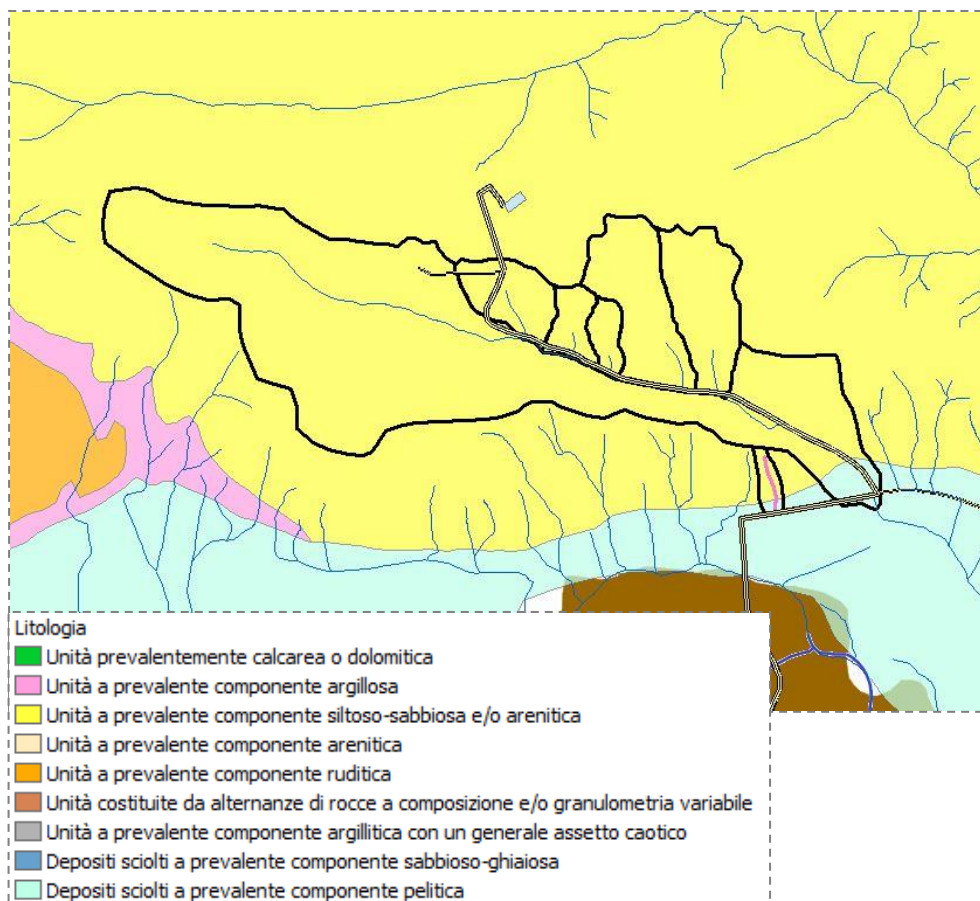 Litologia
Unità prevalentemente calcarea o dolomitica
Unità a prevalente componente argillosa
Unità a prevalente componente siltoso-sabbiosa e/o arenitica
Unità a prevalente componente arenitica
Unità a prevalente componente ruditica
Unità costituite da alternanze di rocce a composizione e/o granulometria variabile
Unità a prevalente componente argillitica con un generale assetto caotico
Depositi sciolti a prevalente componente sabbioso-ghiaiosa
Depositi sciolti a prevalente componente pelitica